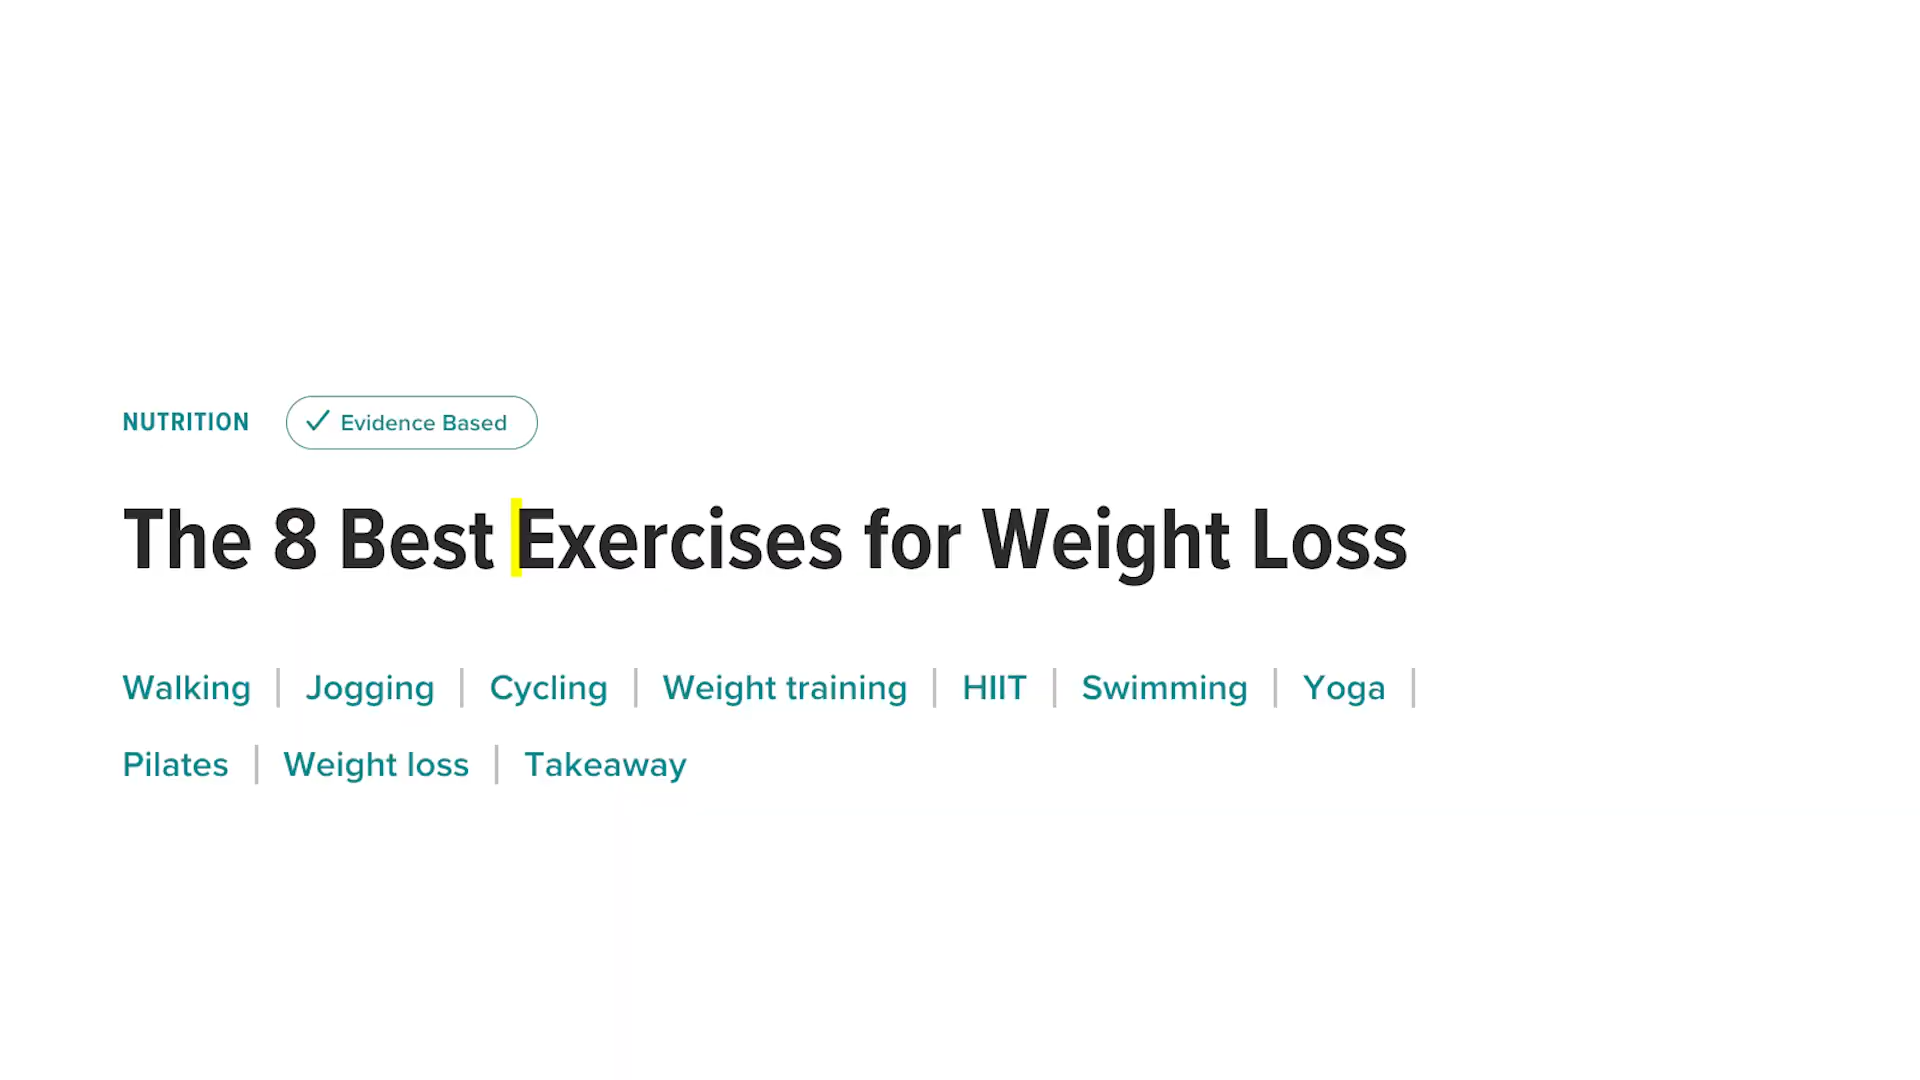 NUTRITION ✓ Evidence Based
The 8 Best Exercises for Weight Loss
Walking | Jogging | Cycling | Weight training | HIIT | Swimming | Yoga |
Pilates | Weight loss | Takeaway